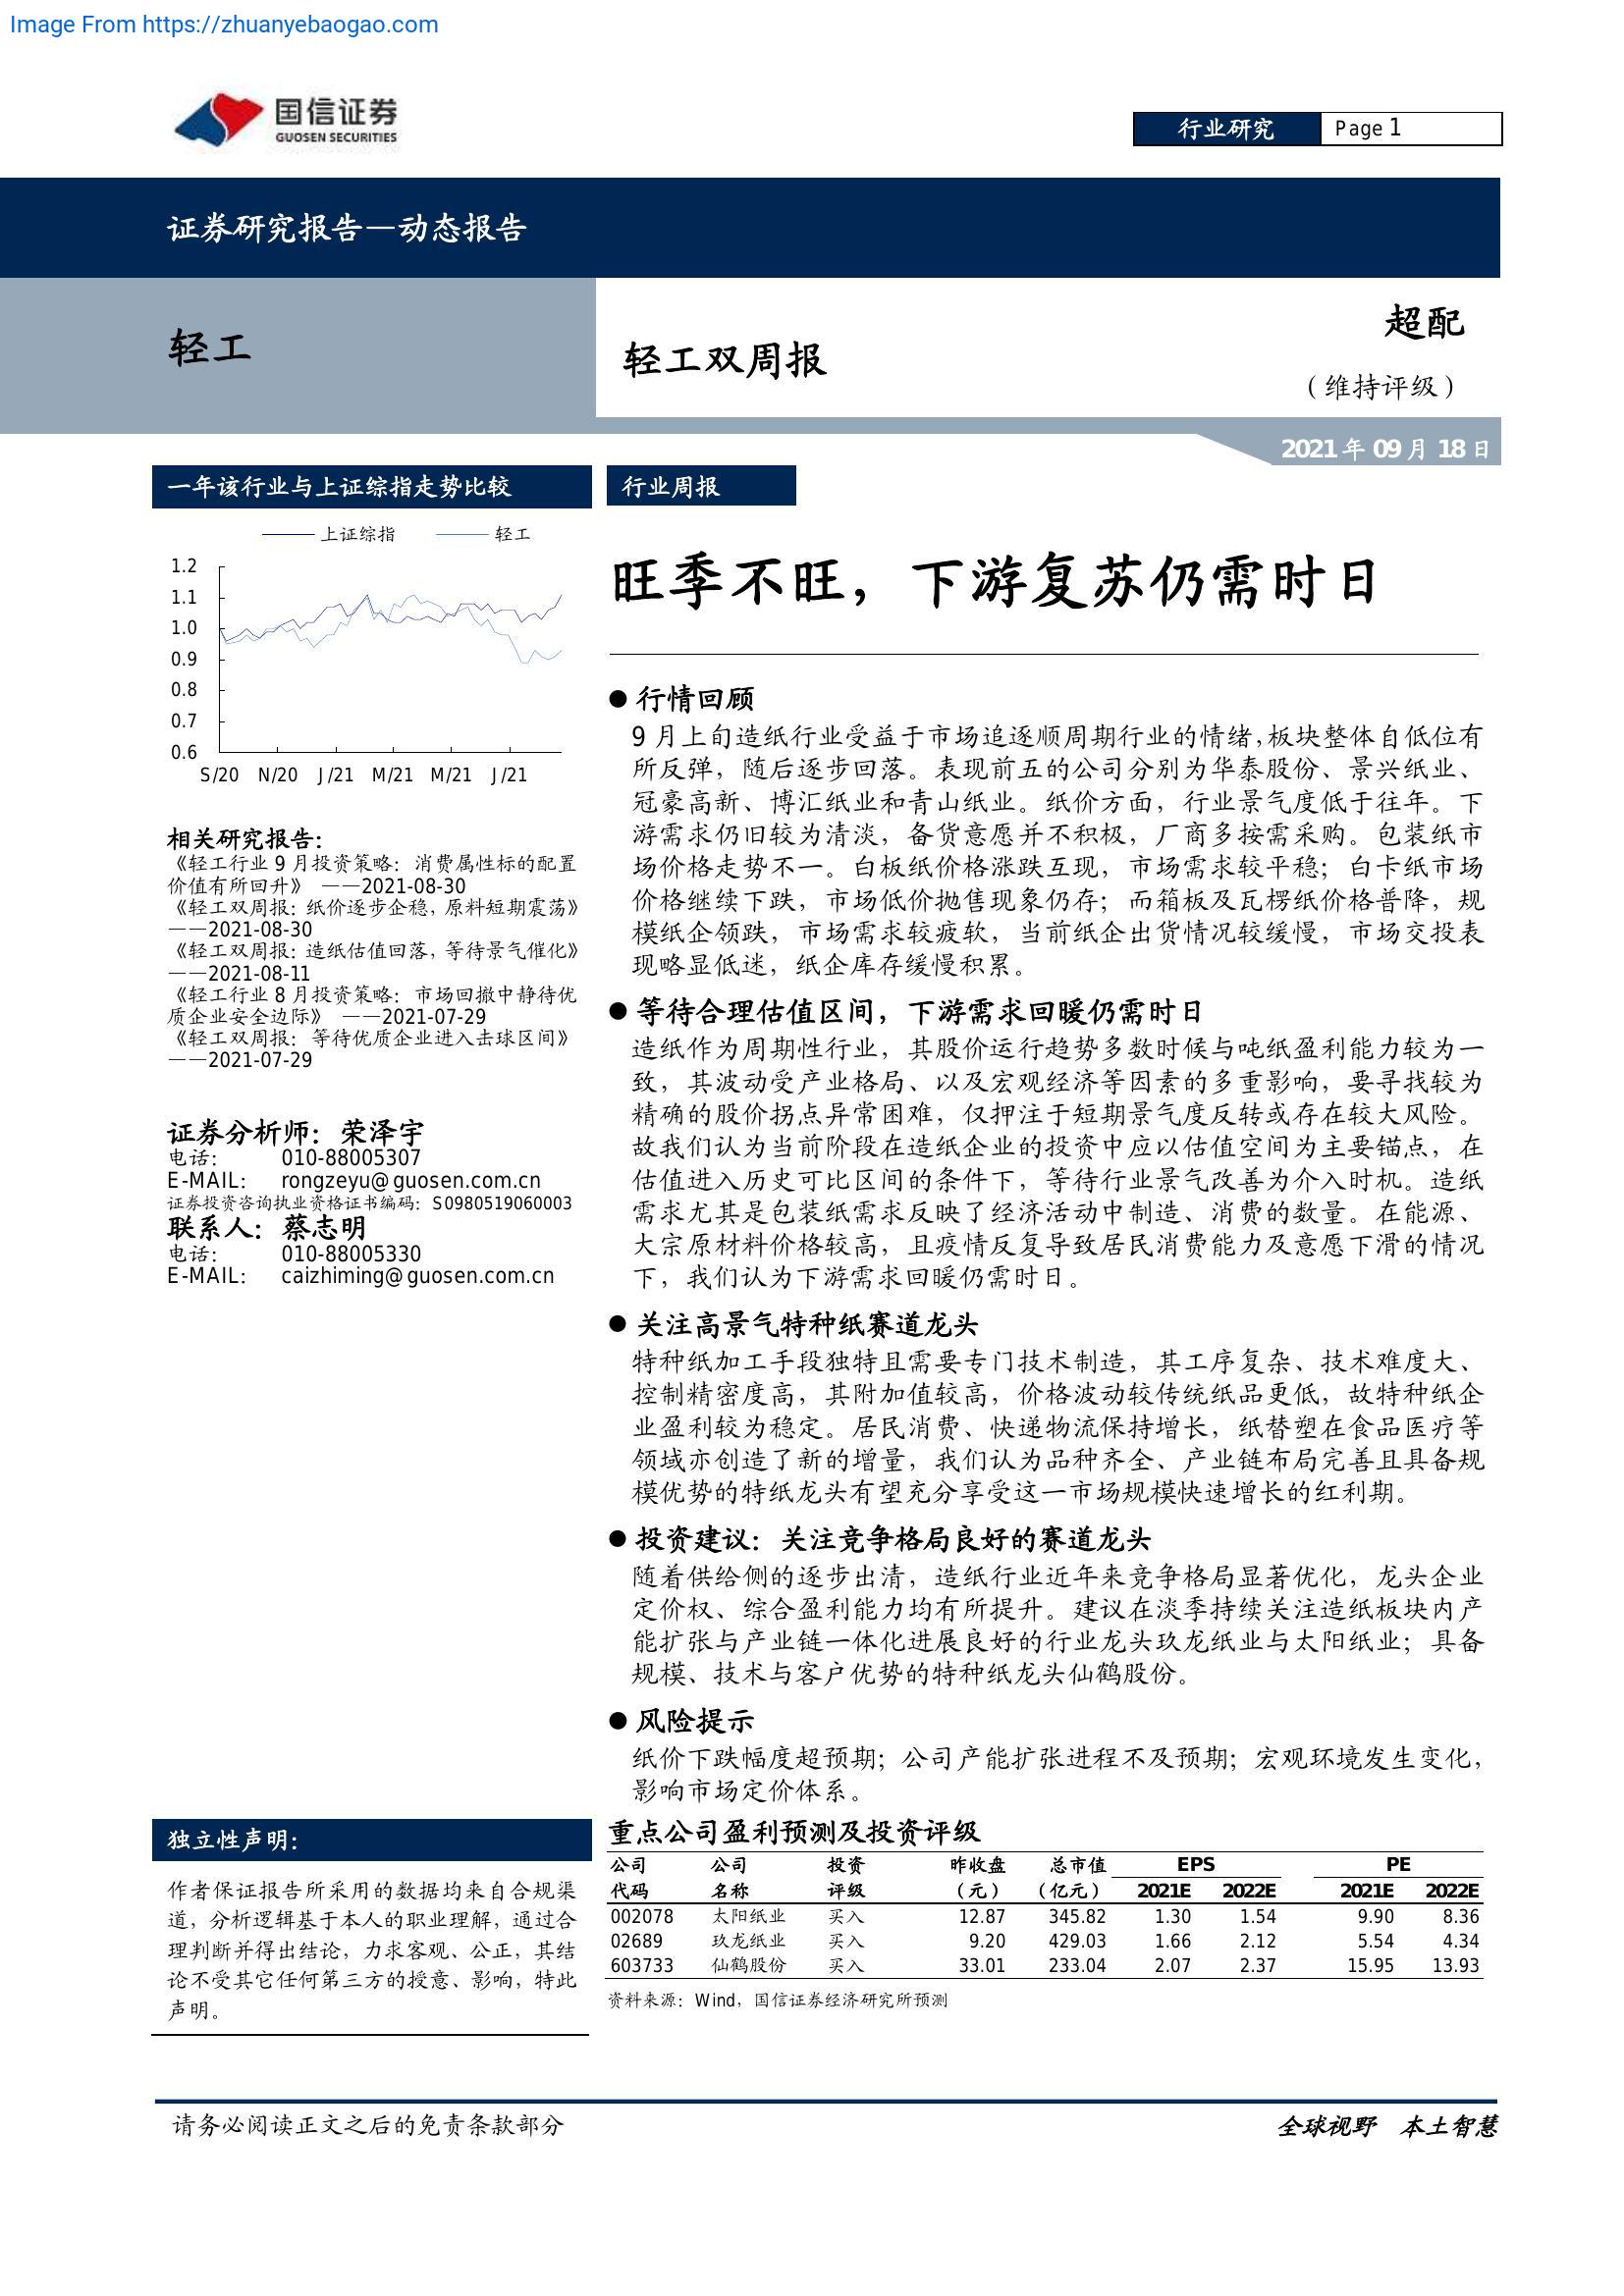 Image From https://zhuanyebaogao.com
国信证券
GUOSEN SECURITIES
行业研究
Page 1
证券研究报告—动态报告
轻工
轻工双周报
超配
（维持评级）
2021 年 09 月 18 日
一年该行业与上证综指走势比较
上证综指 轻工
1.2
1.1
1.0
0.9
0.8
0.7
0.6
S/20 N/20 J/21 M/21 M/21 J/21
相关研究报告：
《轻工行业 9 月投资策略：消费属性标的配置
价值有所回升》 ——2021-08-30
《轻工双周报：纸价逐步企稳，原料短期震荡》
——2021-08-30
《轻工双周报：造纸估值回落，等待景气催化》
——2021-08-11
《轻工行业 8 月投资策略：市场回撤中静待优
质企业安全边际》 ——2021-07-29
《轻工双周报：等待优质企业进入击球区间》
——2021-07-29
证券分析师：荣泽宇
电话： 010-88005307
E-MAIL： rongzeyu@guosen.com.cn
证券投资咨询执业资格证书编码：S0980519060003
联系人：蔡志明
电话： 010-88005330
E-MAIL： caizhiming@guosen.com.cn
行业周报
旺季不旺，下游复苏仍需时日
● 行情回顾
9 月上旬造纸行业受益于市场追逐顺周期行业的情绪，板块整体自低位有
所反弹，随后逐步回落。表现前五的公司分别为华泰股份、景兴纸业、
冠豪高新、博汇纸业和青山纸业。纸价方面，行业景气度低于往年。下
游需求仍旧较为清淡，备货意愿并不积极，厂商多按需采购。包装纸市
场价格走势不一。白板纸价格涨跌互现，市场需求较平稳；白卡纸市场
价格继续下跌，市场低价抛售现象仍存；而箱板及瓦楞纸价格普降，规
模纸企领跌，市场需求较疲软，当前纸企出货情况较缓慢，市场交投表
现略显低迷，纸企库存缓慢积累。
● 等待合理估值区间，下游需求回暖仍需时日
造纸作为周期性行业，其股价运行趋势多数时候与吨纸盈利能力较为一
致，其波动受产业格局、以及宏观经济等因素的多重影响，要寻找较为
精确的股价拐点异常困难，仅押注于短期景气度反转或存在较大风险。
故我们认为当前阶段在造纸企业的投资中应以估值空间为主要锚点，在
估值进入历史可比区间的条件下，等待行业景气改善为介入时机。造纸
需求尤其是包装纸需求反映了经济活动中制造、消费的数量。在能源、
大宗原材料价格较高，且疫情反复导致居民消费能力及意愿下滑的情况
下，我们认为下游需求回暖仍需时日。
● 关注高景气特种纸赛道龙头
特种纸加工手段独特且需要专门技术制造，其工序复杂、技术难度大、
控制精密度高，其附加值较高，价格波动较传统纸品更低，故特种纸企
业盈利较为稳定。居民消费、快递物流保持增长，纸替塑在食品医疗等
领域亦创造了新的增量，我们认为品种齐全、产业链布局完善且具备规
模优势的特纸龙头有望充分享受这一市场规模快速增长的红利期。
● 投资建议：关注竞争格局良好的赛道龙头
随着供给侧的逐步出清，造纸行业近年来竞争格局显著优化，龙头企业
定价权、综合盈利能力均有所提升。建议在淡季持续关注造纸板块内产
能扩张与产业链一体化进展良好的行业龙头玖龙纸业与太阳纸业；具备
规模、技术与客户优势的特种纸龙头仙鹤股份。
● 风险提示
纸价下跌幅度超预期；公司产能扩张进程不及预期；宏观环境发生变化，
影响市场定价体系。
独立性声明：
作者保证报告所采用的数据均来自合规渠
道，分析逻辑基于本人的职业理解，通过合
理判断并得出结论，力求客观、公正，其结
论不受其它任何第三方的授意、影响，特此
声明。
重点公司盈利预测及投资评级
公司 公司 投资 昨收盘 总市值 EPS PE
代码 名称 评级 （元） （亿元） 2021E 2022E 2021E 2022E
002078 太阳纸业 买入 12.87 345.82 1.30 1.54 9.90 8.36
02689 玖龙纸业 买入 9.20 429.03 1.66 2.12 5.54 4.34
603733 仙鹤股份 买入 33.01 233.04 2.07 2.37 15.95 13.93
资料来源：Wind，国信证券经济研究所预测
请务必阅读正文之后的免责条款部分
全球视野 本土智慧